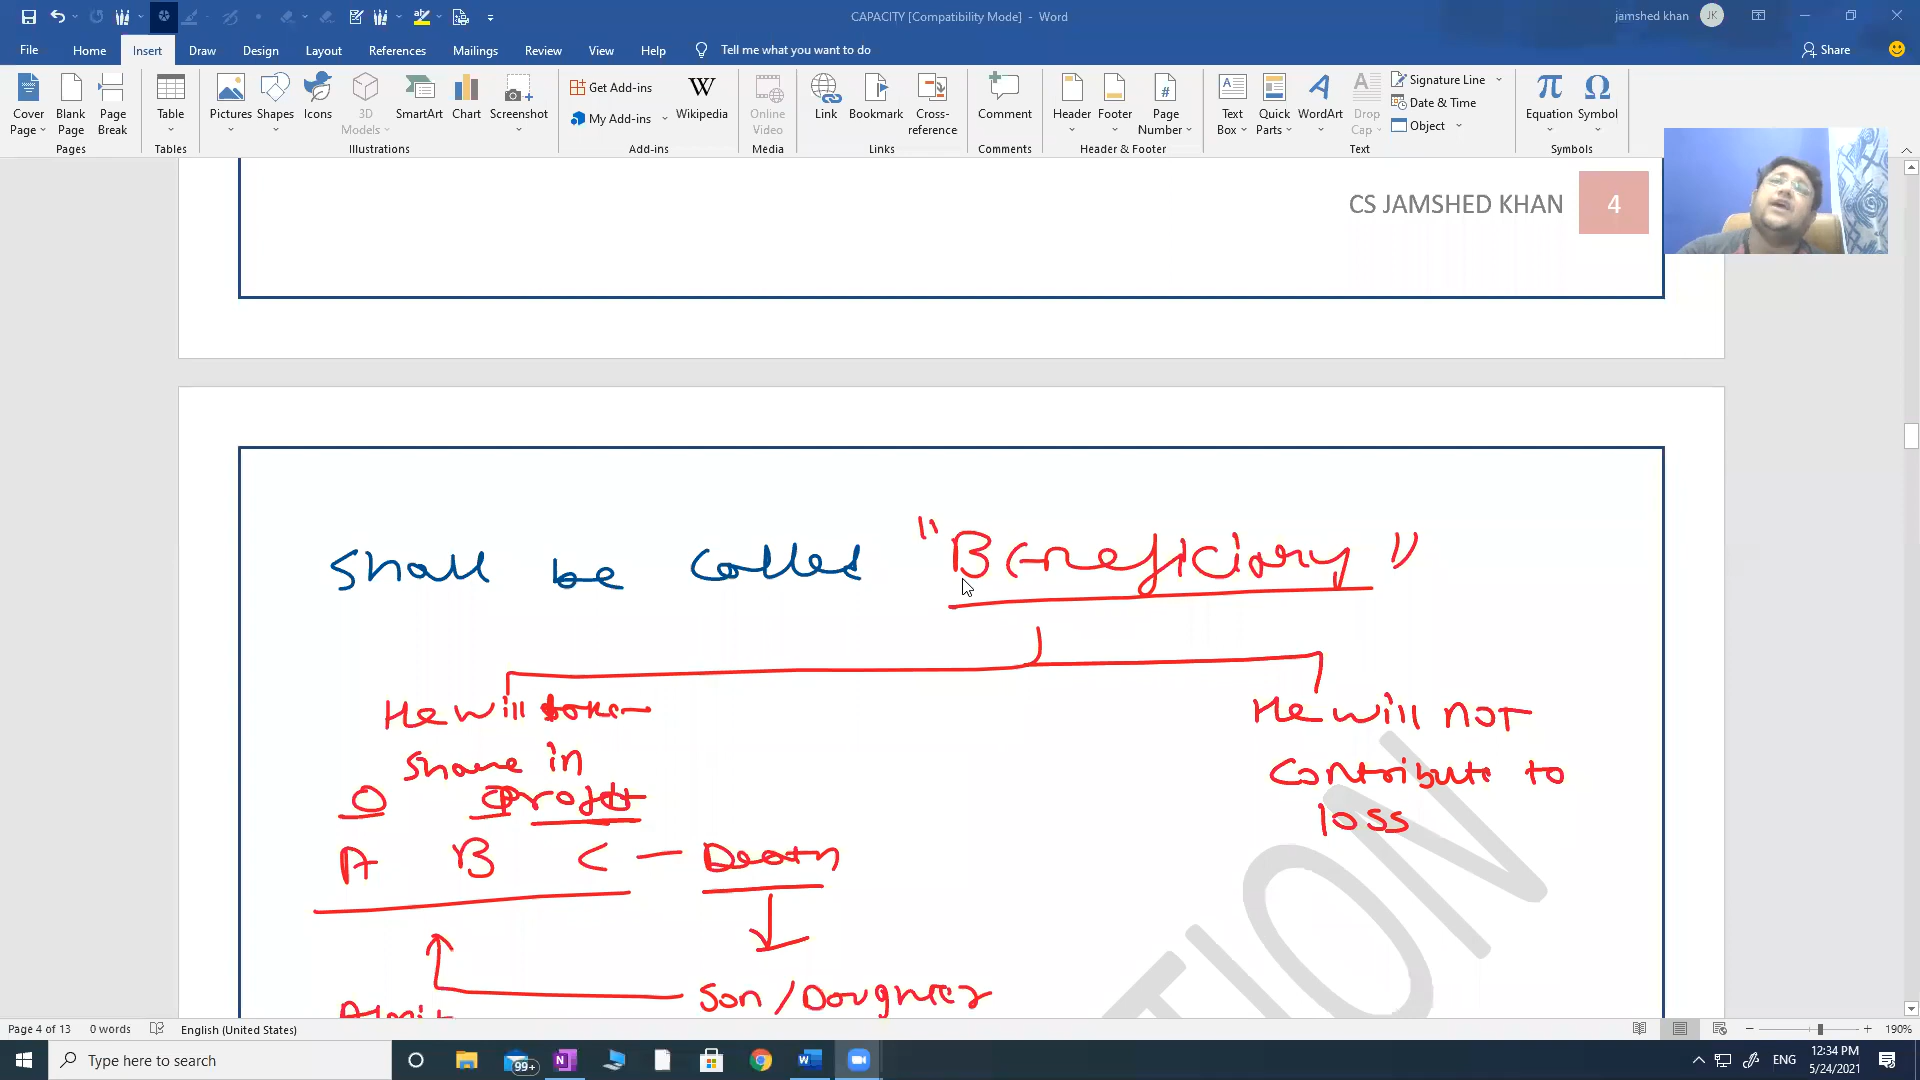 CAPACITY [Compatibility Mode] - Word
jamshed khan JK
File Home Insert Draw Design Layout References Mailings Review View Help Tell me what you want to do Share
Cover Page Blank Page Page Break
Pages
Table
Tables
Pictures Shapes Icons 3D Models SmartArt Chart Screenshot
Illustrations
Get Add-ins
My Add-ins
Wikipedia
Add-ins
Online Video
Media
Link Bookmark Cross-reference
Links
Comment
Comments
Header Footer Page Number
Header & Footer
Text Box Quick Parts WordArt Drop Cap
Signature Line
Date & Time
Object
Text
Equation Symbol
Symbols
CS JAMSHED KHAN 4
Shall be called "Beneficiary"
He will
share in
profit
He will not
contribute to
loss
A B C — Death
Son/Daughter
Admit
TION
Page 4 of 13 0 words English (United States) 190%
Type here to search
99+
ENG
12:34 PM
5/24/2021